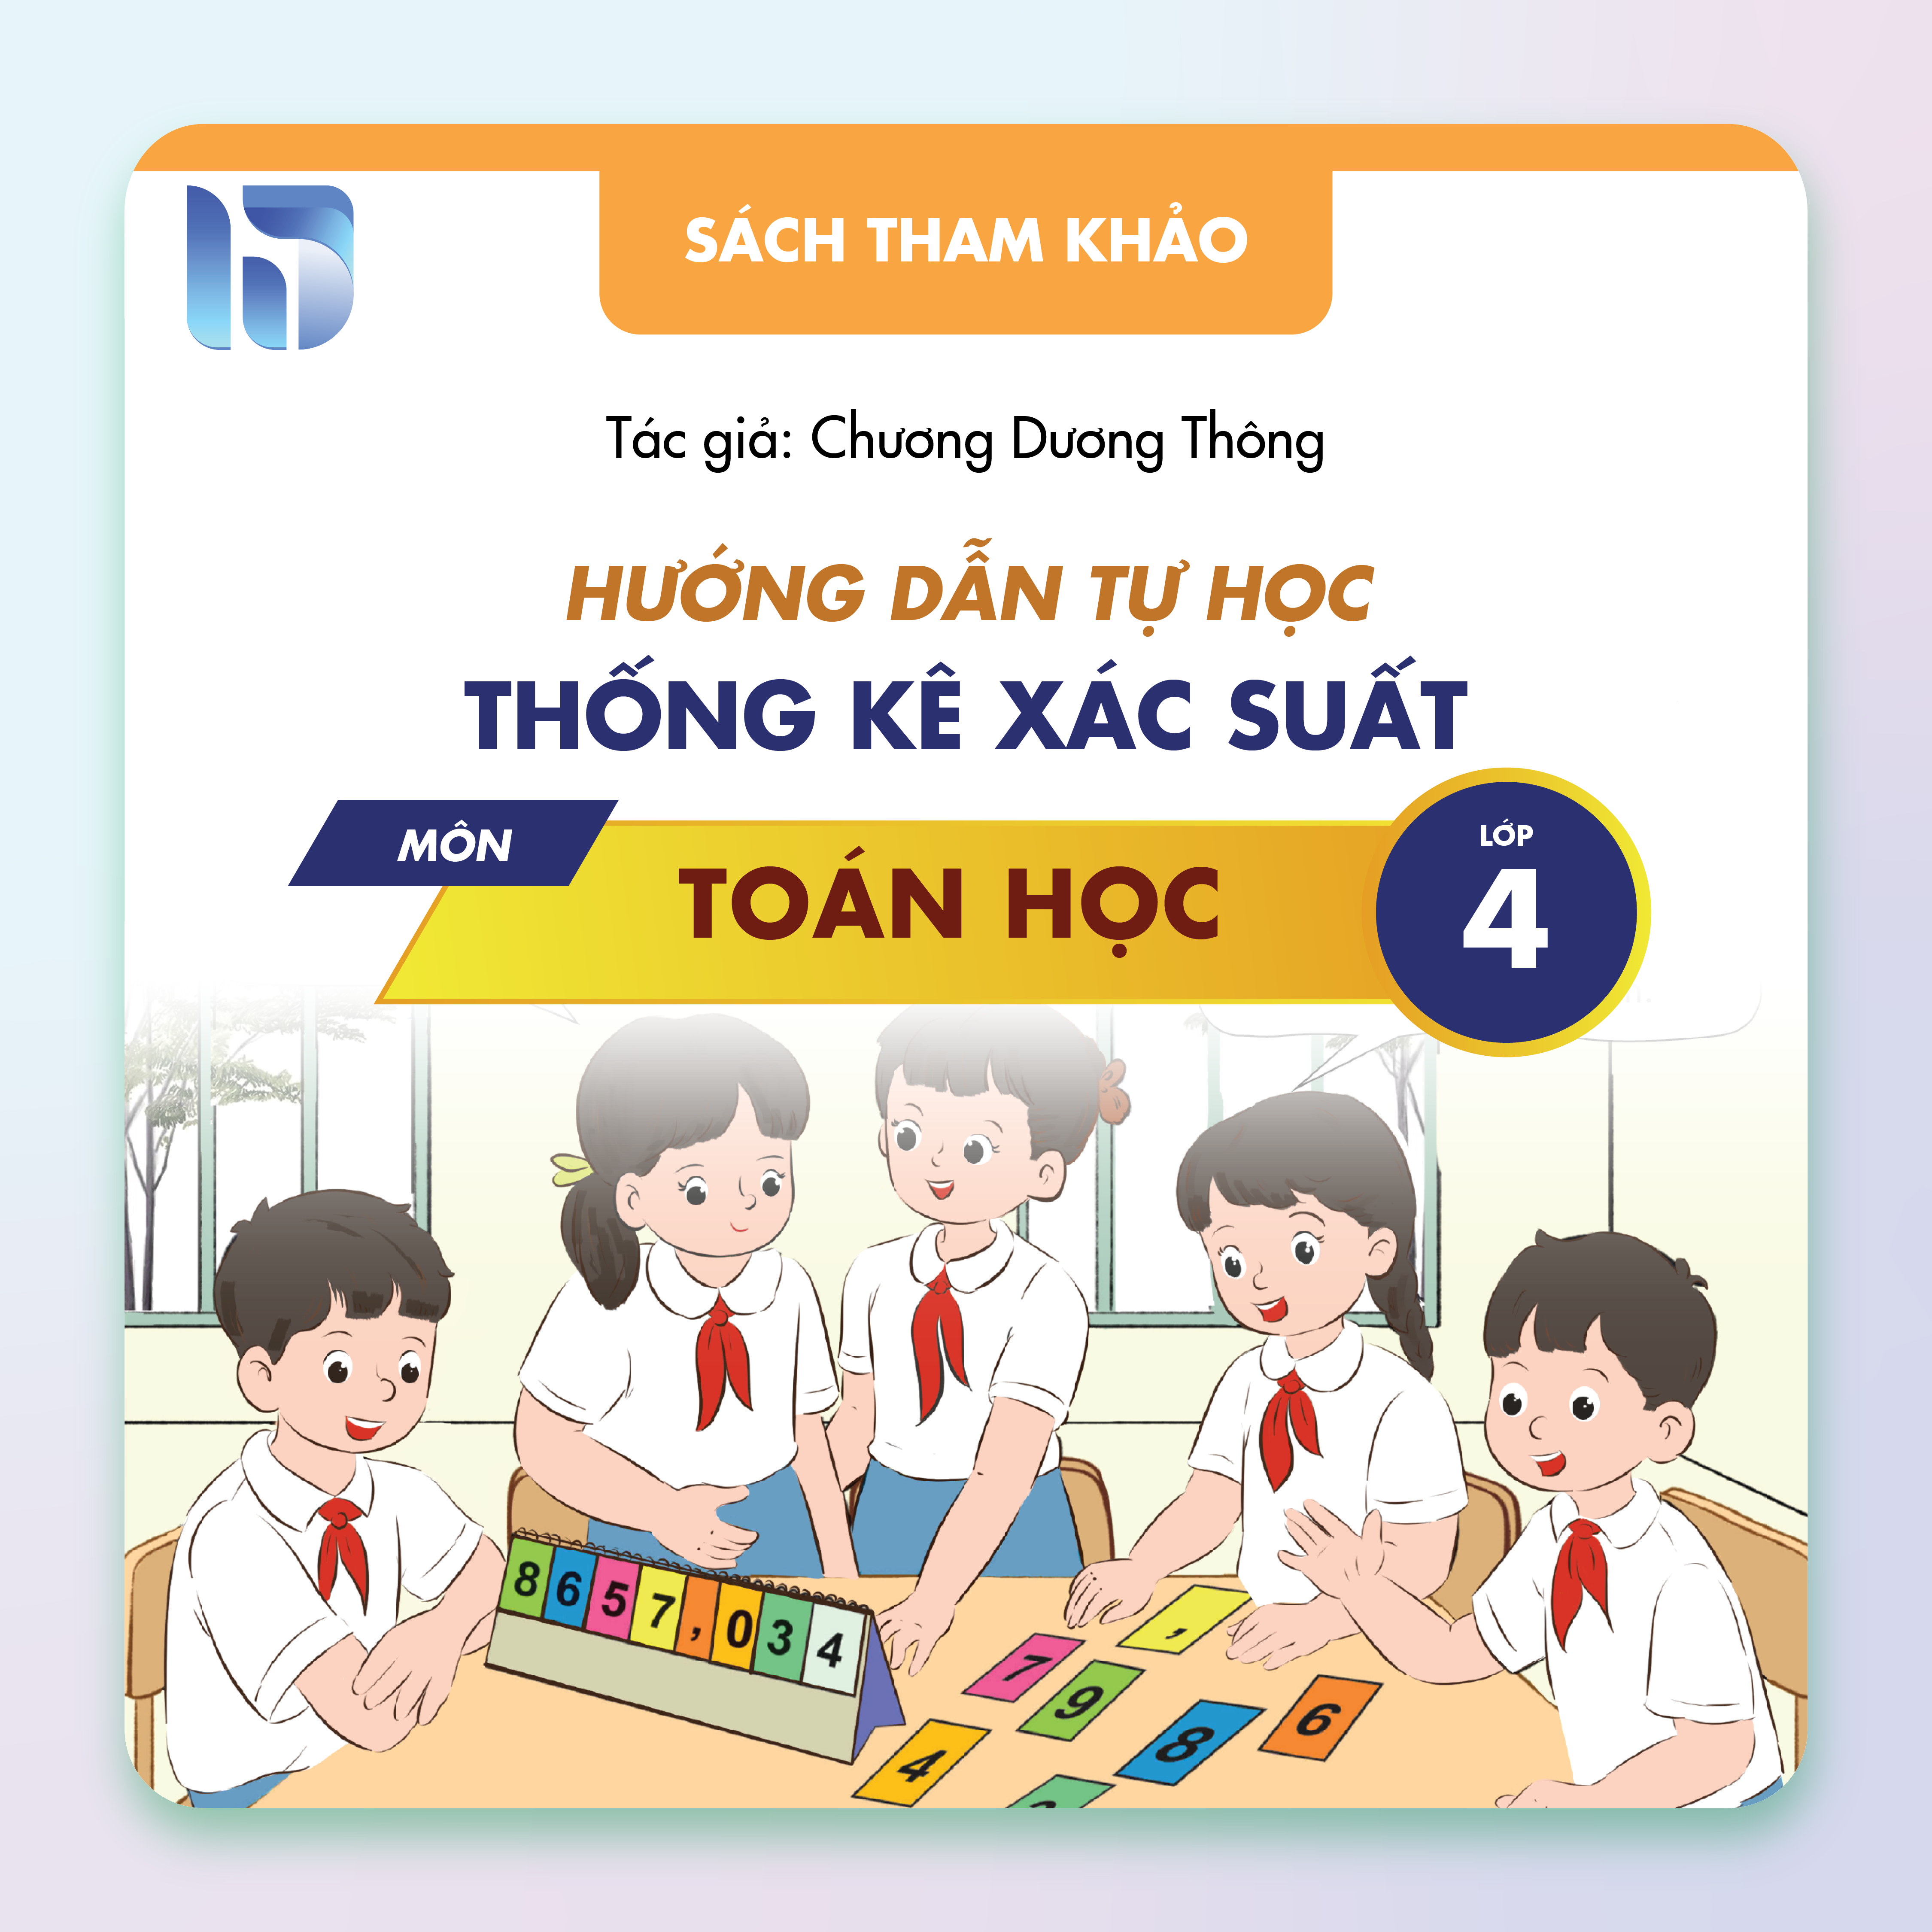 SÁCH THAM KHẢO
Tác giả: Chương Dương Thông
HƯỚNG DẪN TỰ HỌC
THỐNG KÊ XÁC SUẤT
MÔN
TOÁN HỌC
LỚP
4
8657,034
,
7
9
8
6
4